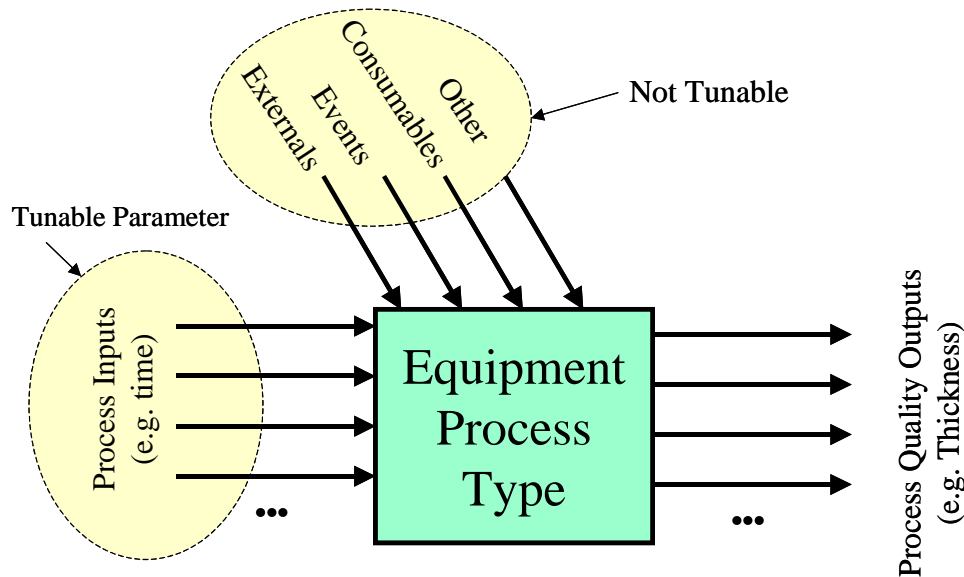 Externals
Events
Consumables
Other
Not Tunable
Tunable Parameter
Process Inputs
(e.g. time)
Equipment
Process
Type
Process Quality Outputs
(e.g. Thickness)
...
...